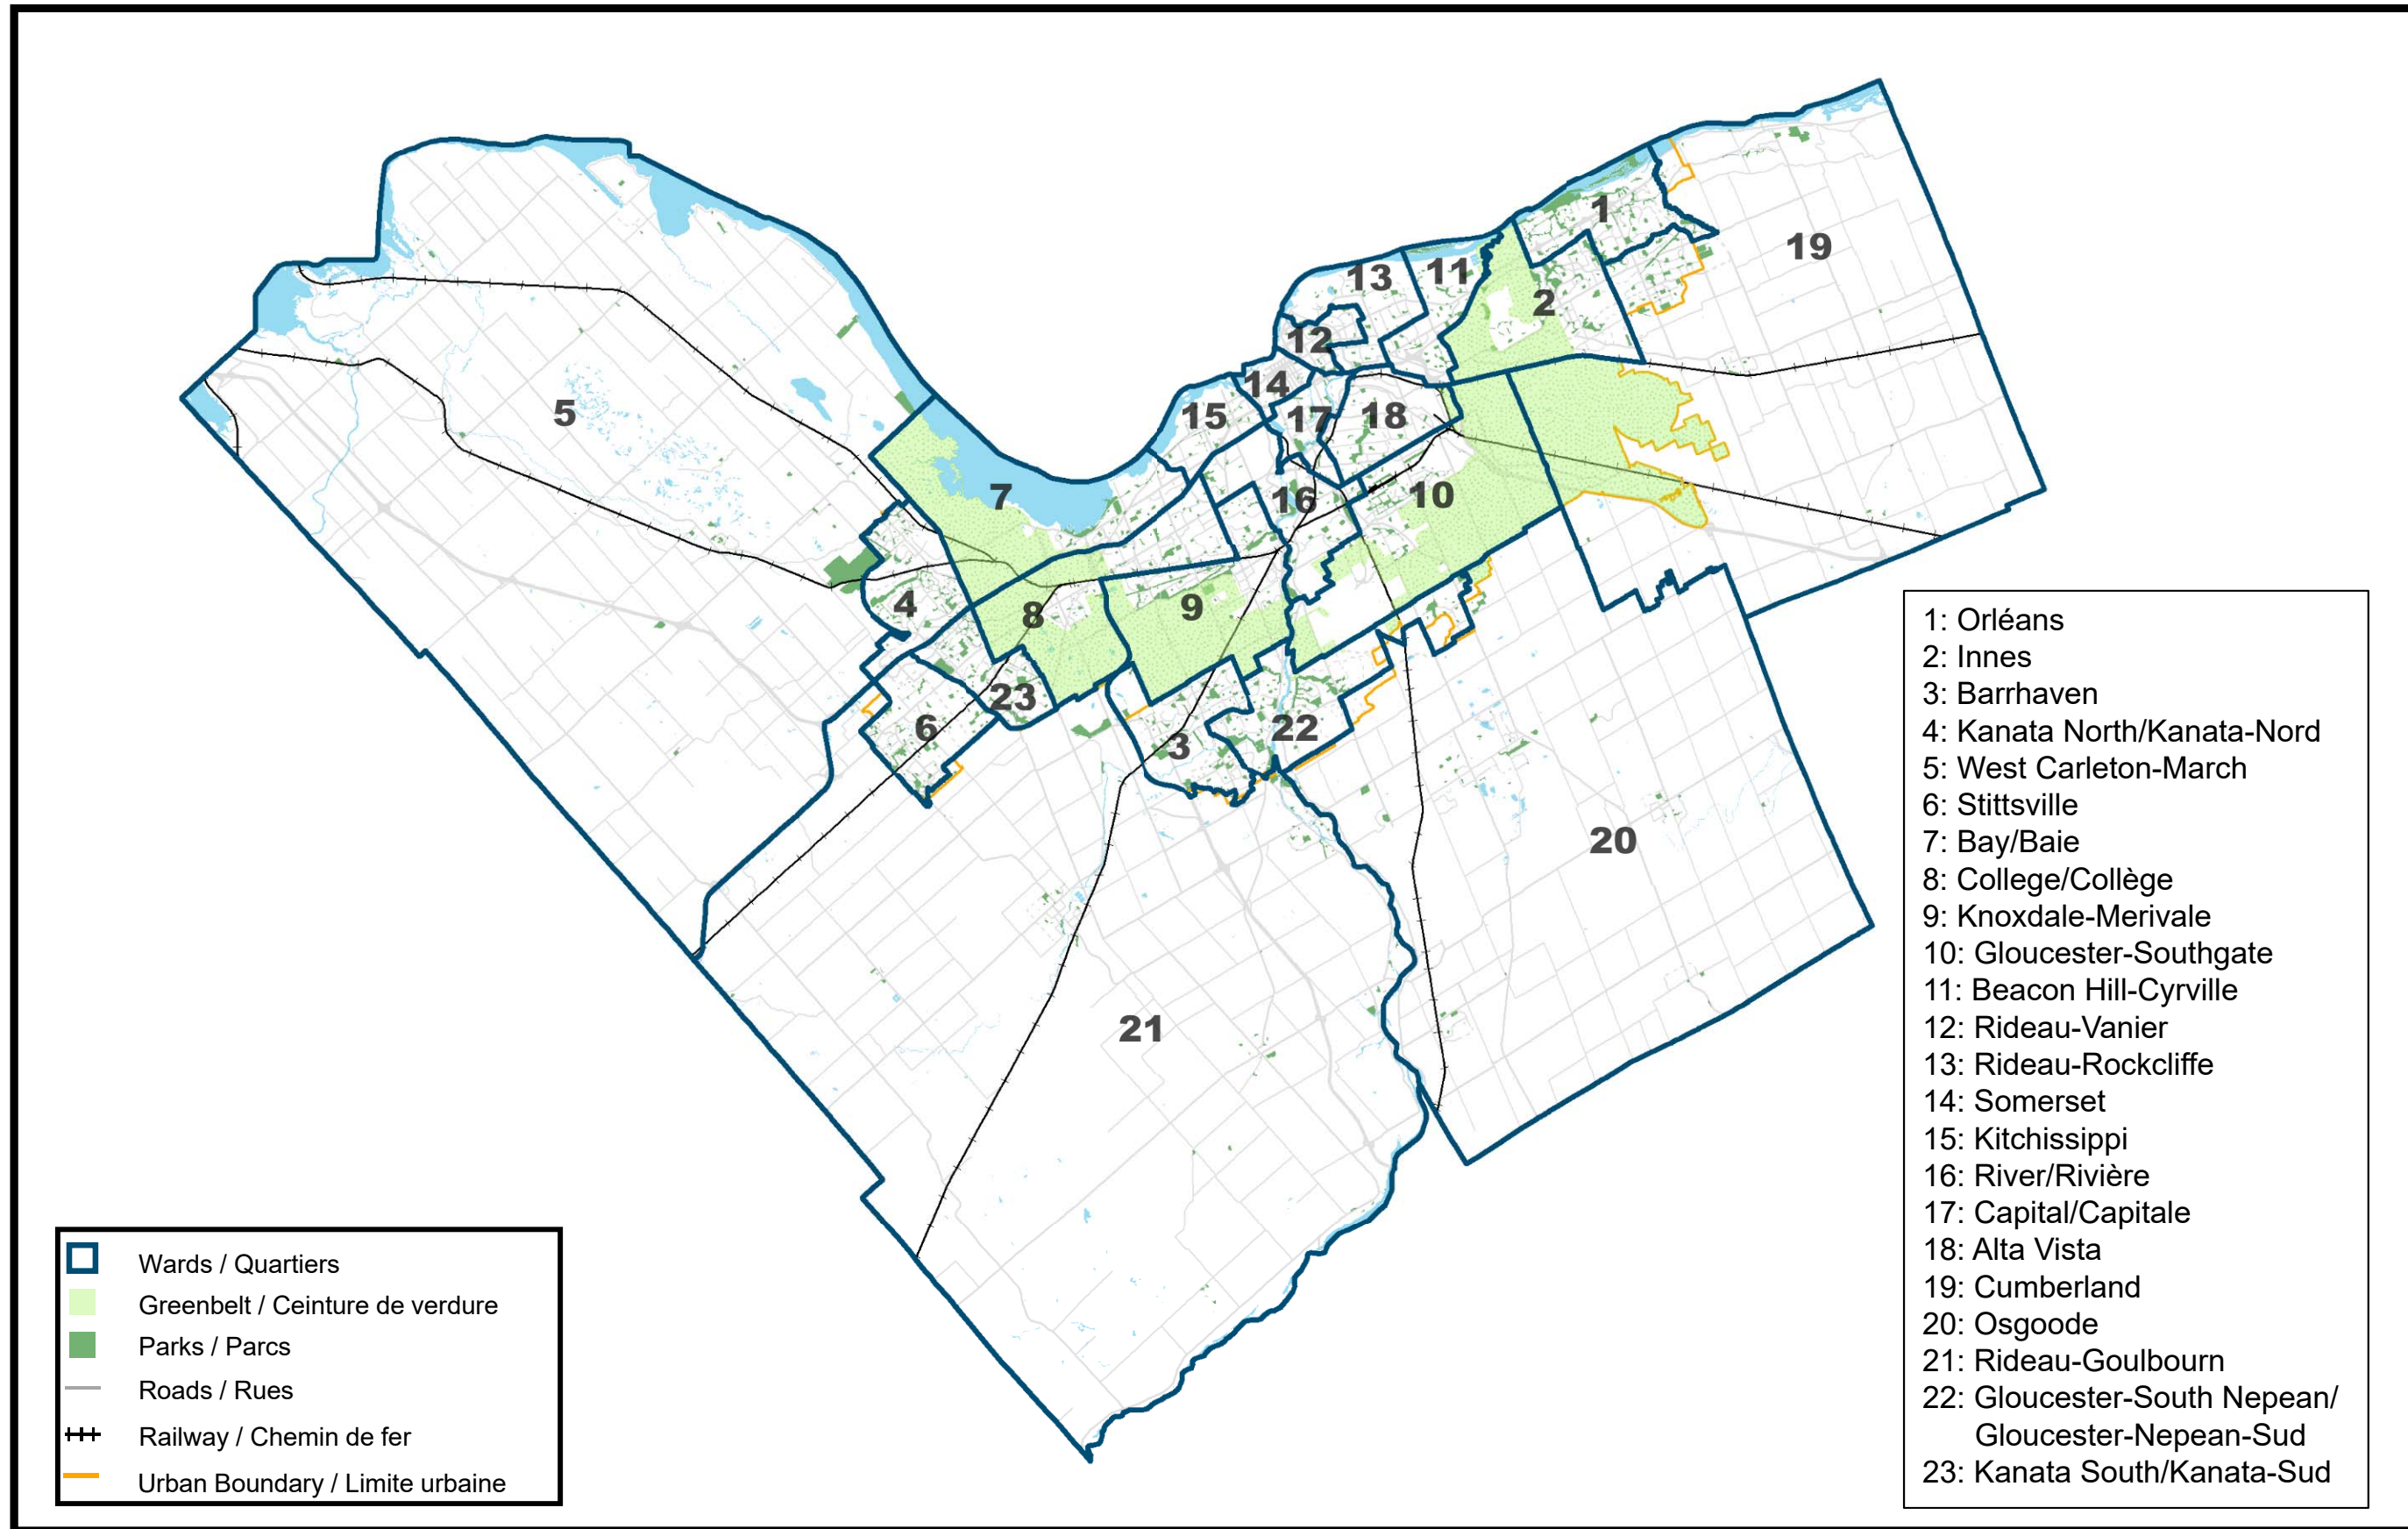 1
19
13
11
2
12
14
5
15
17
18
7
16
10
4
8
9
23
6
22
3
20
21
1: Orléans
2: Innes
3: Barrhaven
4: Kanata North/Kanata-Nord
5: West Carleton-March
6: Stittsville
7: Bay/Baie
8: College/Collège
9: Knoxdale-Merivale
10: Gloucester-Southgate
11: Beacon Hill-Cyrville
12: Rideau-Vanier
13: Rideau-Rockcliffe
14: Somerset
15: Kitchissippi
16: River/Rivière
17: Capital/Capitale
18: Alta Vista
19: Cumberland
20: Osgoode
21: Rideau-Goulbourn
22: Gloucester-South Nepean/
Gloucester-Nepean-Sud
23: Kanata South/Kanata-Sud
Wards / Quartiers
Greenbelt / Ceinture de verdure
Parks / Parcs
Roads / Rues
Railway / Chemin de fer
Urban Boundary / Limite urbaine